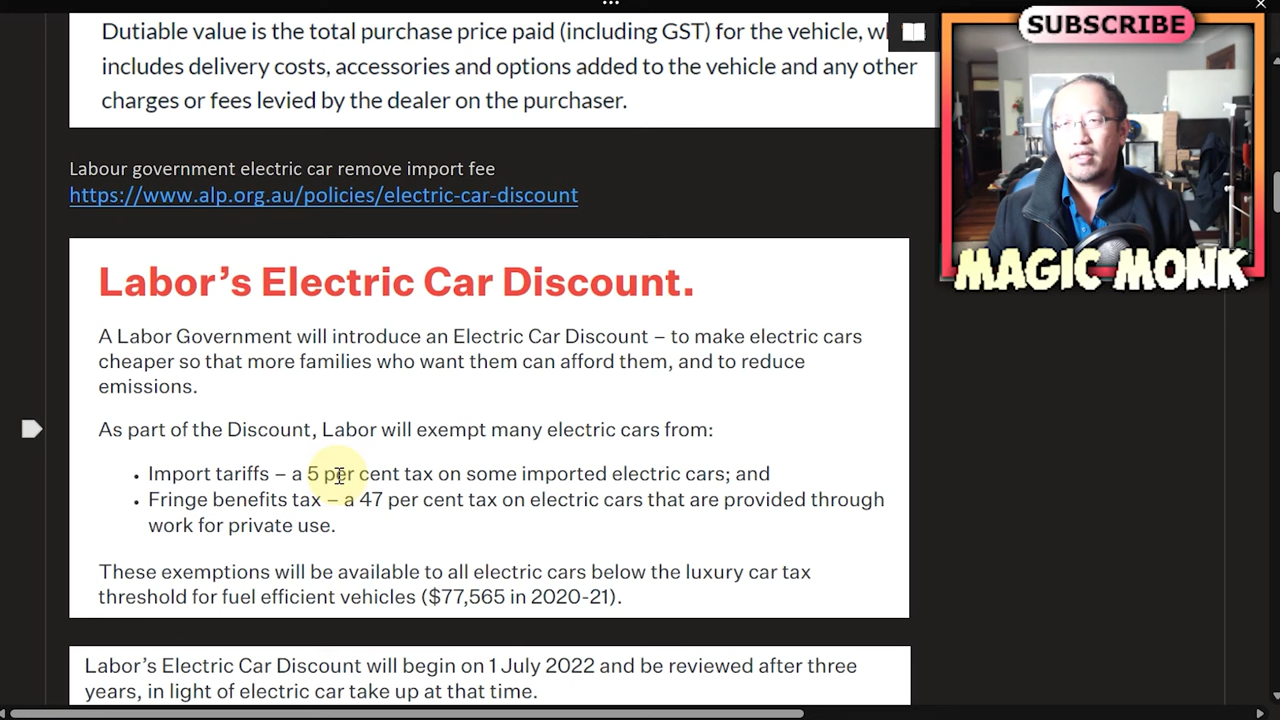 SUBSCRIBE
Dutiable value is the total purchase price paid (including GST) for the vehicle,
includes delivery costs, accessories and options added to the vehicle and any other
charges or fees levied by the dealer on the purchaser.
MAGIC MONK
Labour government electric car remove import fee
https://www.alp.org.au/policies/electric-car-discount
Labor's Electric Car Discount.
A Labor Government will introduce an Electric Car Discount – to make electric cars
cheaper so that more families who want them can afford them, and to reduce
emissions.
As part of the Discount, Labor will exempt many electric cars from:
• Import tariffs – a 5 per cent tax on some imported electric cars; and
• Fringe benefits tax – a 47 per cent tax on electric cars that are provided through
work for private use.
These exemptions will be available to all electric cars below the luxury car tax
threshold for fuel efficient vehicles ($77,565 in 2020-21).
Labor's Electric Car Discount will begin on 1 July 2022 and be reviewed after three
years, in light of electric car take up at that time.